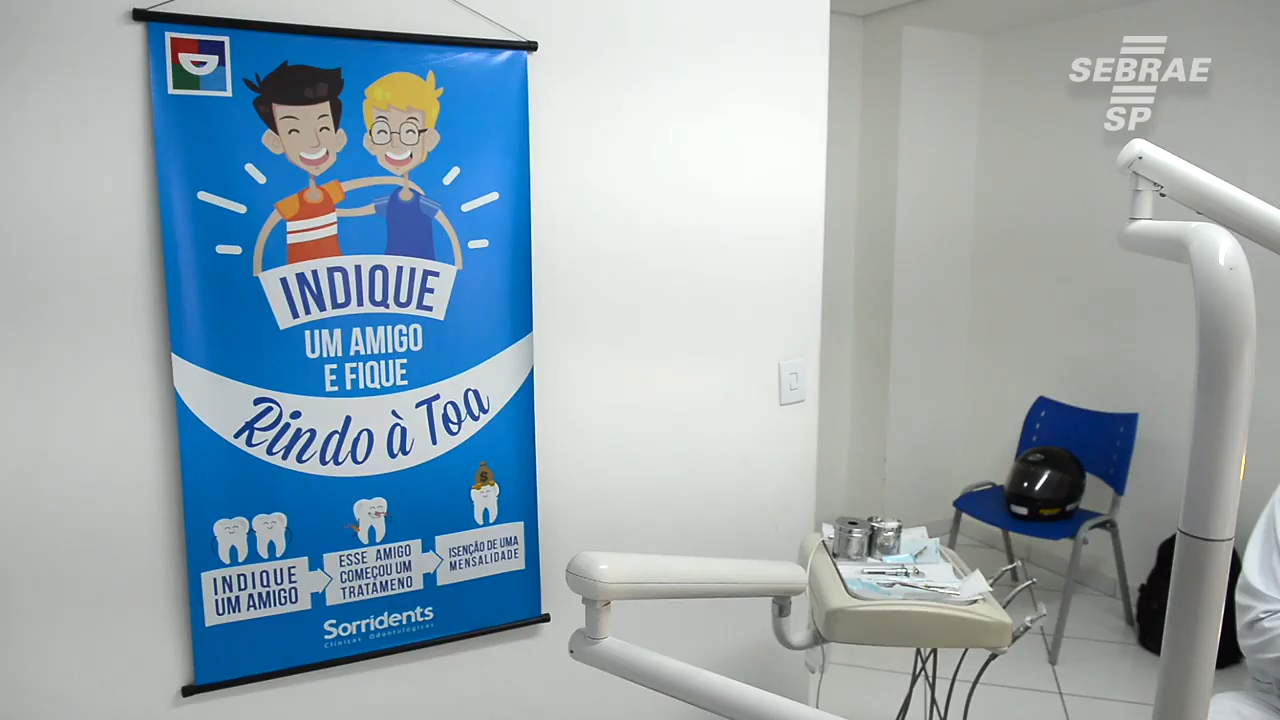 SEBRAE
SP
INDIQUE
UM AMIGO
E FIQUE
Rindo à Toa
INDIQUE
UM AMIGO
ESSE AMIGO
COMEÇOU UM
TRATAMENO
ISENÇÃO DE UMA
MENSALIDADE
Sorridents
Clínicas Odontológicas